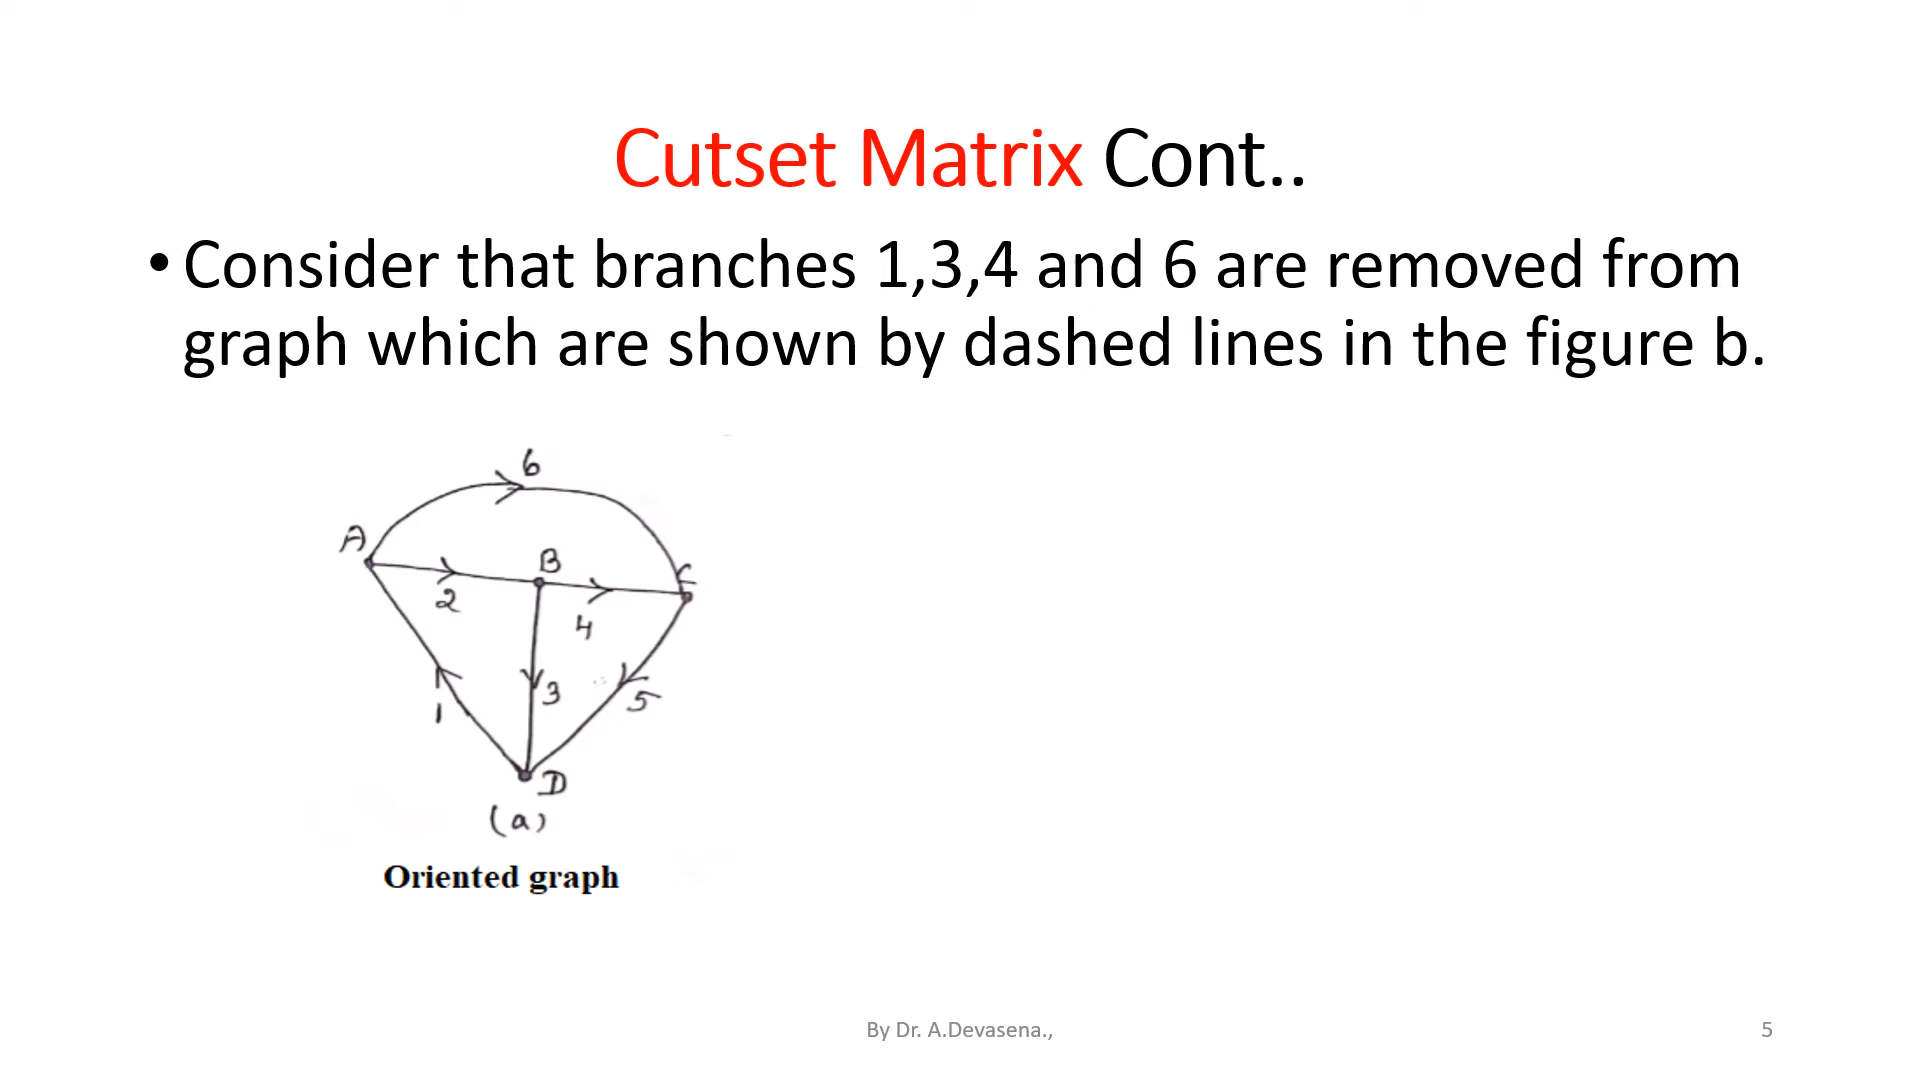 Cutset Matrix Cont..
• Consider that branches 1,3,4 and 6 are removed from
graph which are shown by dashed lines in the figure b.
6
A
B
C
2
4
3
5
1
D
(a)
Oriented graph
By Dr. A.Devasena.,
5